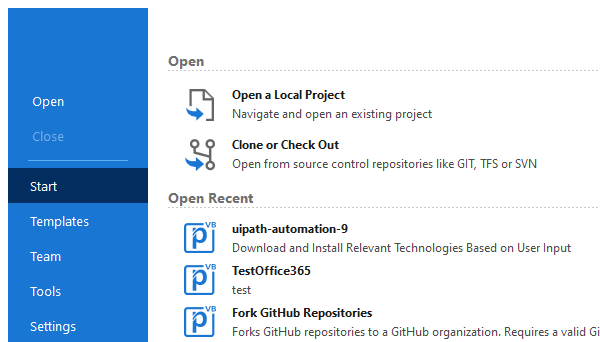 Open
Close
Start
Templates
Team
Tools
Settings
Open
Open a Local Project
Navigate and open an existing project
Clone or Check Out
Open from source control repositories like GIT, TFS or SVN
Open Recent
VB
uipath-automation-9
Download and Install Relevant Technologies Based on User Input
VB
TestOffice365
test
VB
Fork GitHub Repositories
Forks GitHub repositories to a GitHub organization. Requires a valid Gi